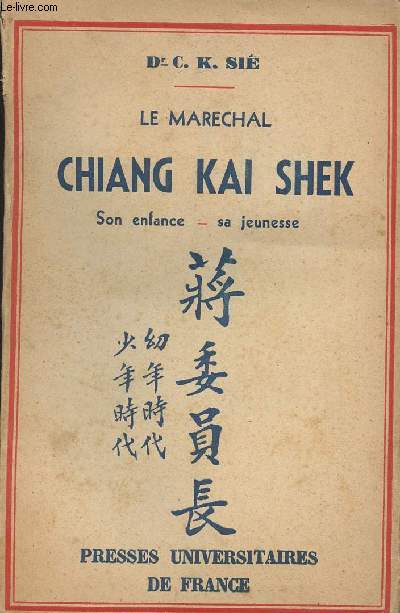 Le-livre.com
Dr C. K. SIÉ
LE MARECHAL
CHIANG KAI SHEK
Son enfance – sa jeunesse
蔣委員長
幼年時代
少年時代
PRESSES UNIVERSITAIRES
DE FRANCE